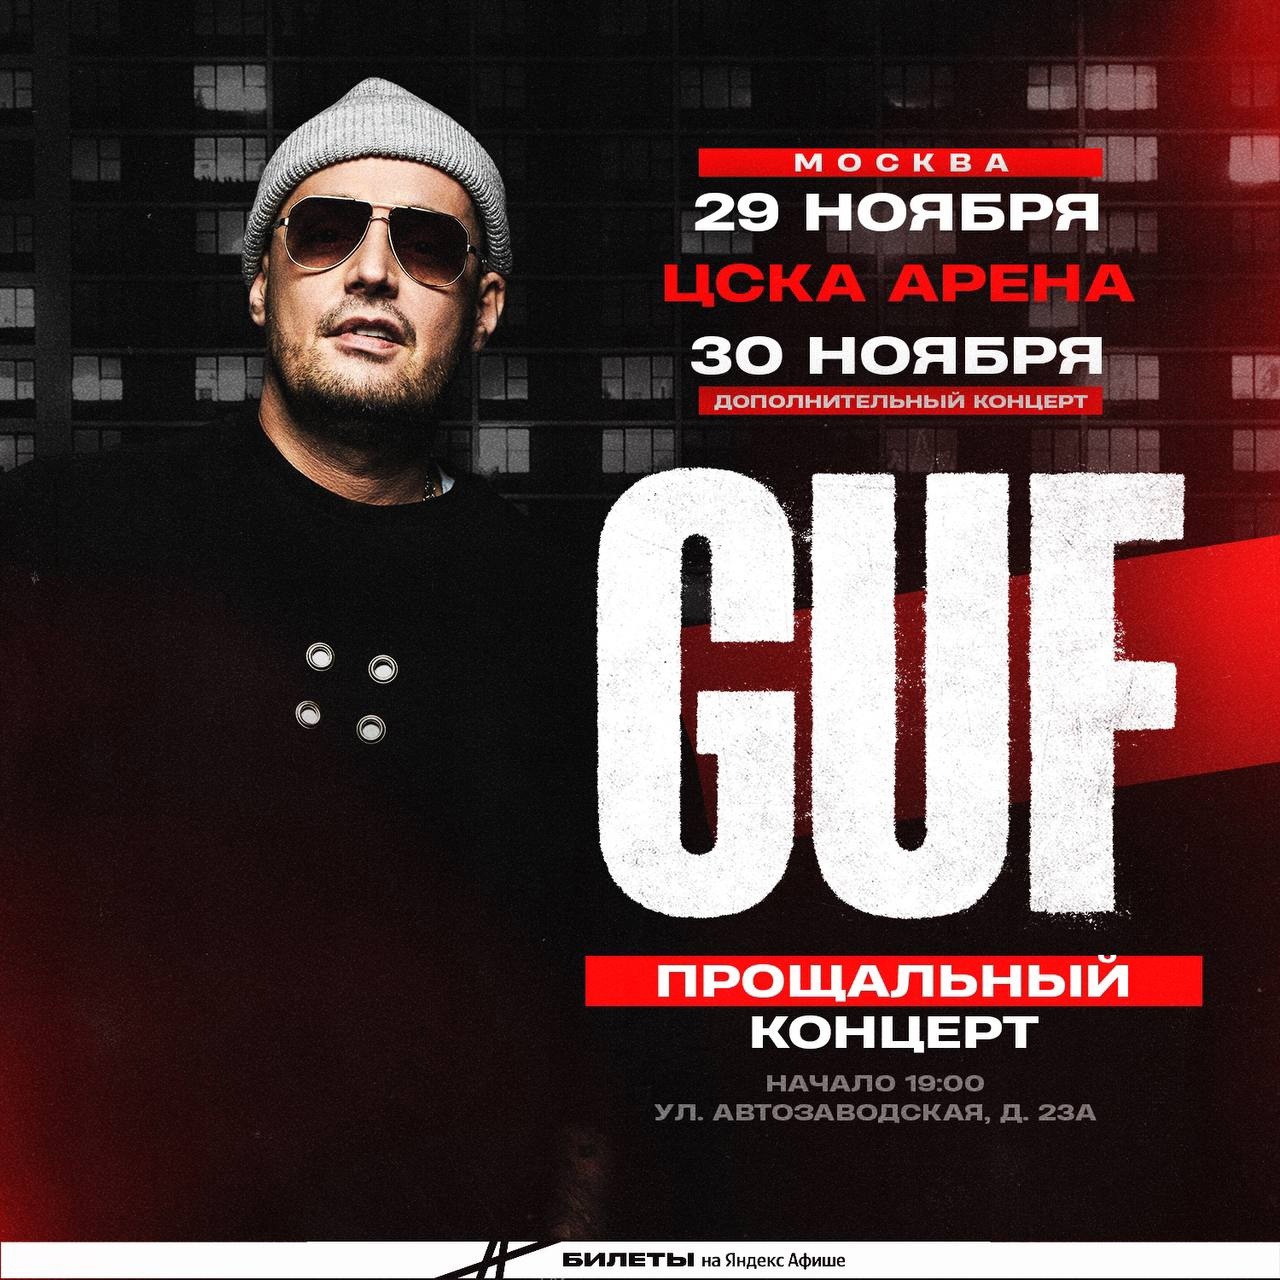 МОСКВА
29 НОЯБРЯ
ЦСКА АРЕНА
30 НОЯБРЯ
ДОПОЛНИТЕЛЬНЫЙ КОНЦЕРТ
GUF
ПРОЩАЛЬНЫЙ
КОНЦЕРТ
НАЧАЛО 19:00
УЛ. АВТОЗАВОДСКАЯ, Д. 23А
БИЛЕТЫ на Яндекс Афише